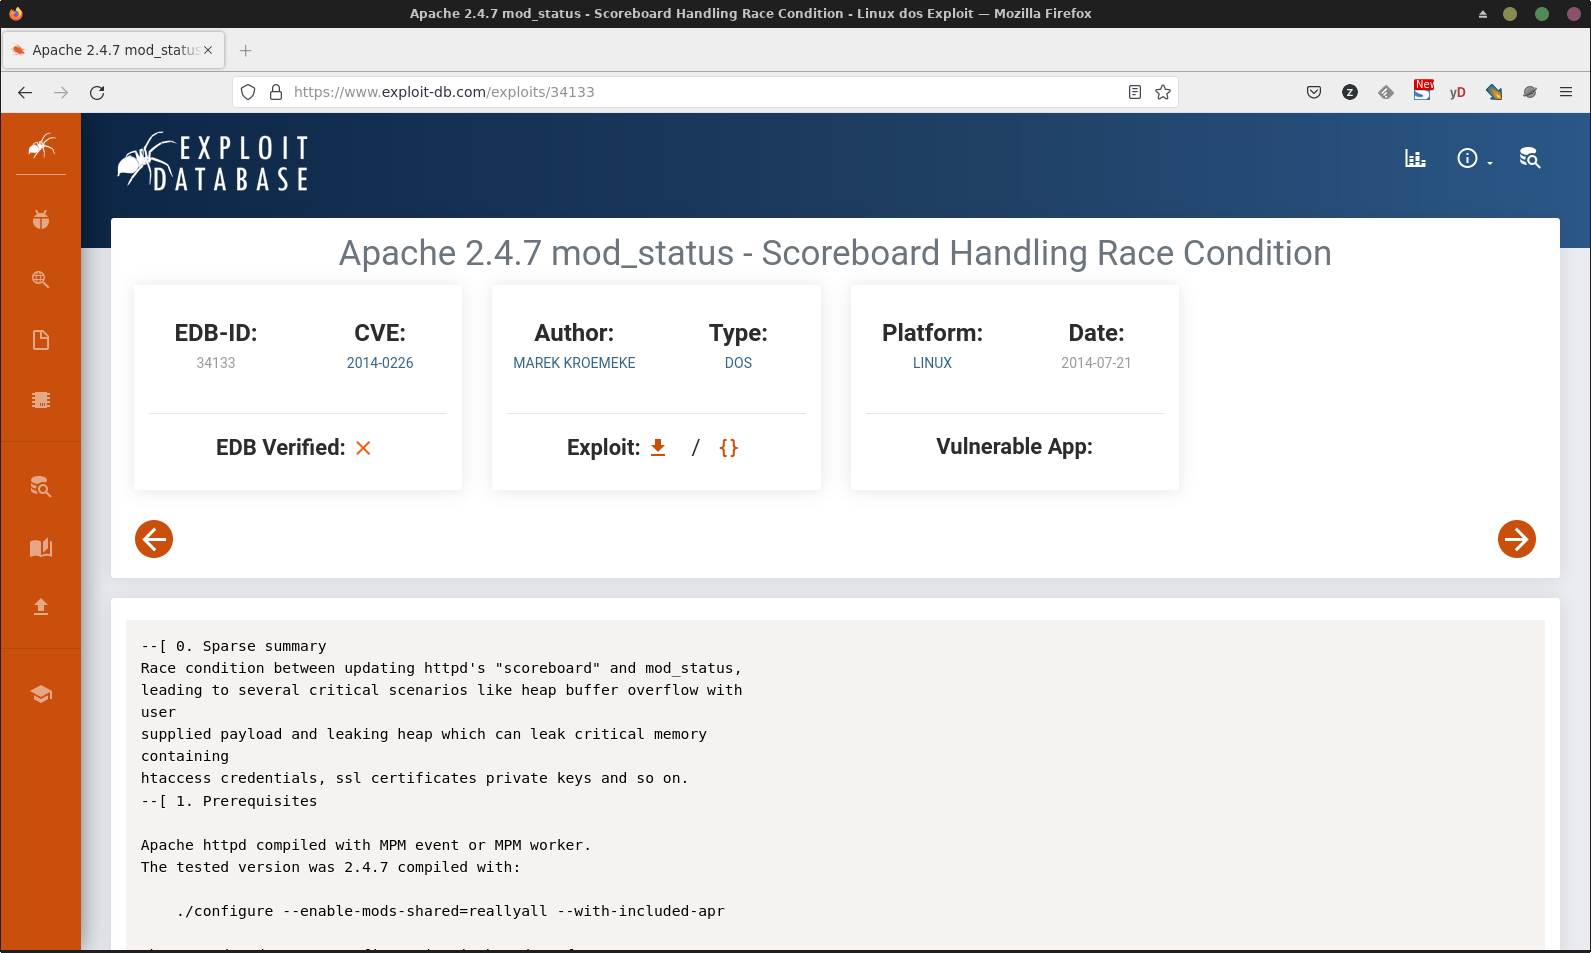 Apache 2.4.7 mod_status - Scoreboard Handling Race Condition - Linux dos Exploit — Mozilla Firefox
Apache 2.4.7 mod_status
https://www.exploit-db.com/exploits/34133
New
yD
EXPLOIT
DATABASE
Apache 2.4.7 mod_status - Scoreboard Handling Race Condition
EDB-ID:
34133
CVE:
2014-0226
Author:
MAREK KROEMEKE
Type:
DOS
Platform:
LINUX
Date:
2014-07-21
EDB Verified:
Exploit: / {}
Vulnerable App:
--[ 0. Sparse summary
Race condition between updating httpd's "scoreboard" and mod_status,
leading to several critical scenarios like heap buffer overflow with
user
supplied payload and leaking heap which can leak critical memory
containing
htaccess credentials, ssl certificates private keys and so on.
--[ 1. Prerequisites
Apache httpd compiled with MPM event or MPM worker.
The tested version was 2.4.7 compiled with:
./configure --enable-mods-shared=reallyall --with-included-apr